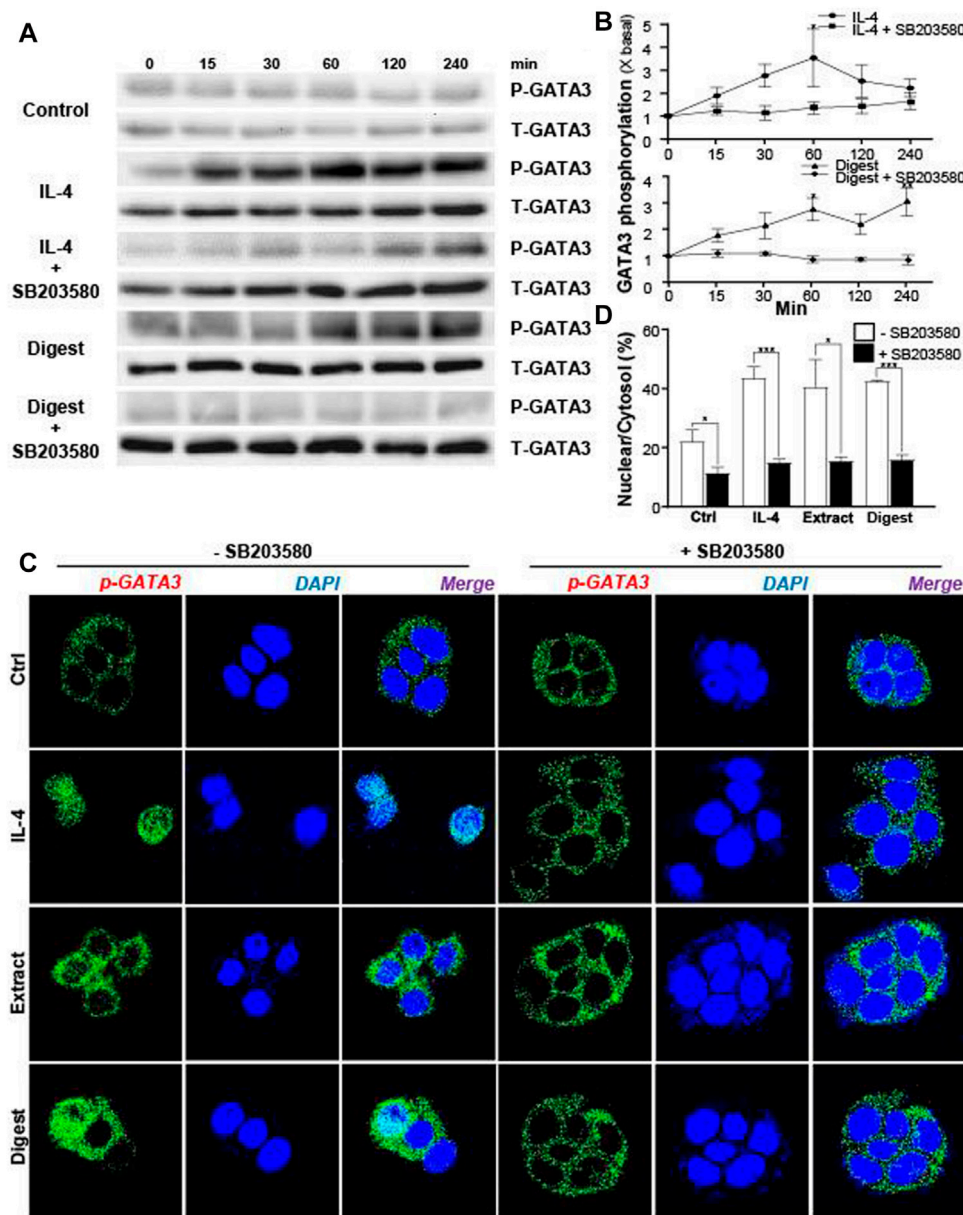 A
0 15 30 60 120 240 min
Control
P-GATA3
T-GATA3
IL-4
P-GATA3
T-GATA3
IL-4
+
SB203580
P-GATA3
T-GATA3
Digest
P-GATA3
T-GATA3
Digest
+
SB203580
P-GATA3
T-GATA3
B
GATA3 phosphorylation (X basal)
IL-4
IL-4 + SB203580
5
4
3
2
1
0
*
0 15 30 60 120 240
Digest
Digest + SB203580
4
3
2
1
0
*
**
0 15 30 60 120 240
Min
D
Nuclear/Cytosol (%)
60
40
20
0
- SB203580
+ SB203580
*
***
*
***
Ctrl IL-4 Extract Digest
C
- SB203580 + SB203580
p-GATA3 DAPI Merge p-GATA3 DAPI Merge
Ctrl
IL-4
Extract
Digest